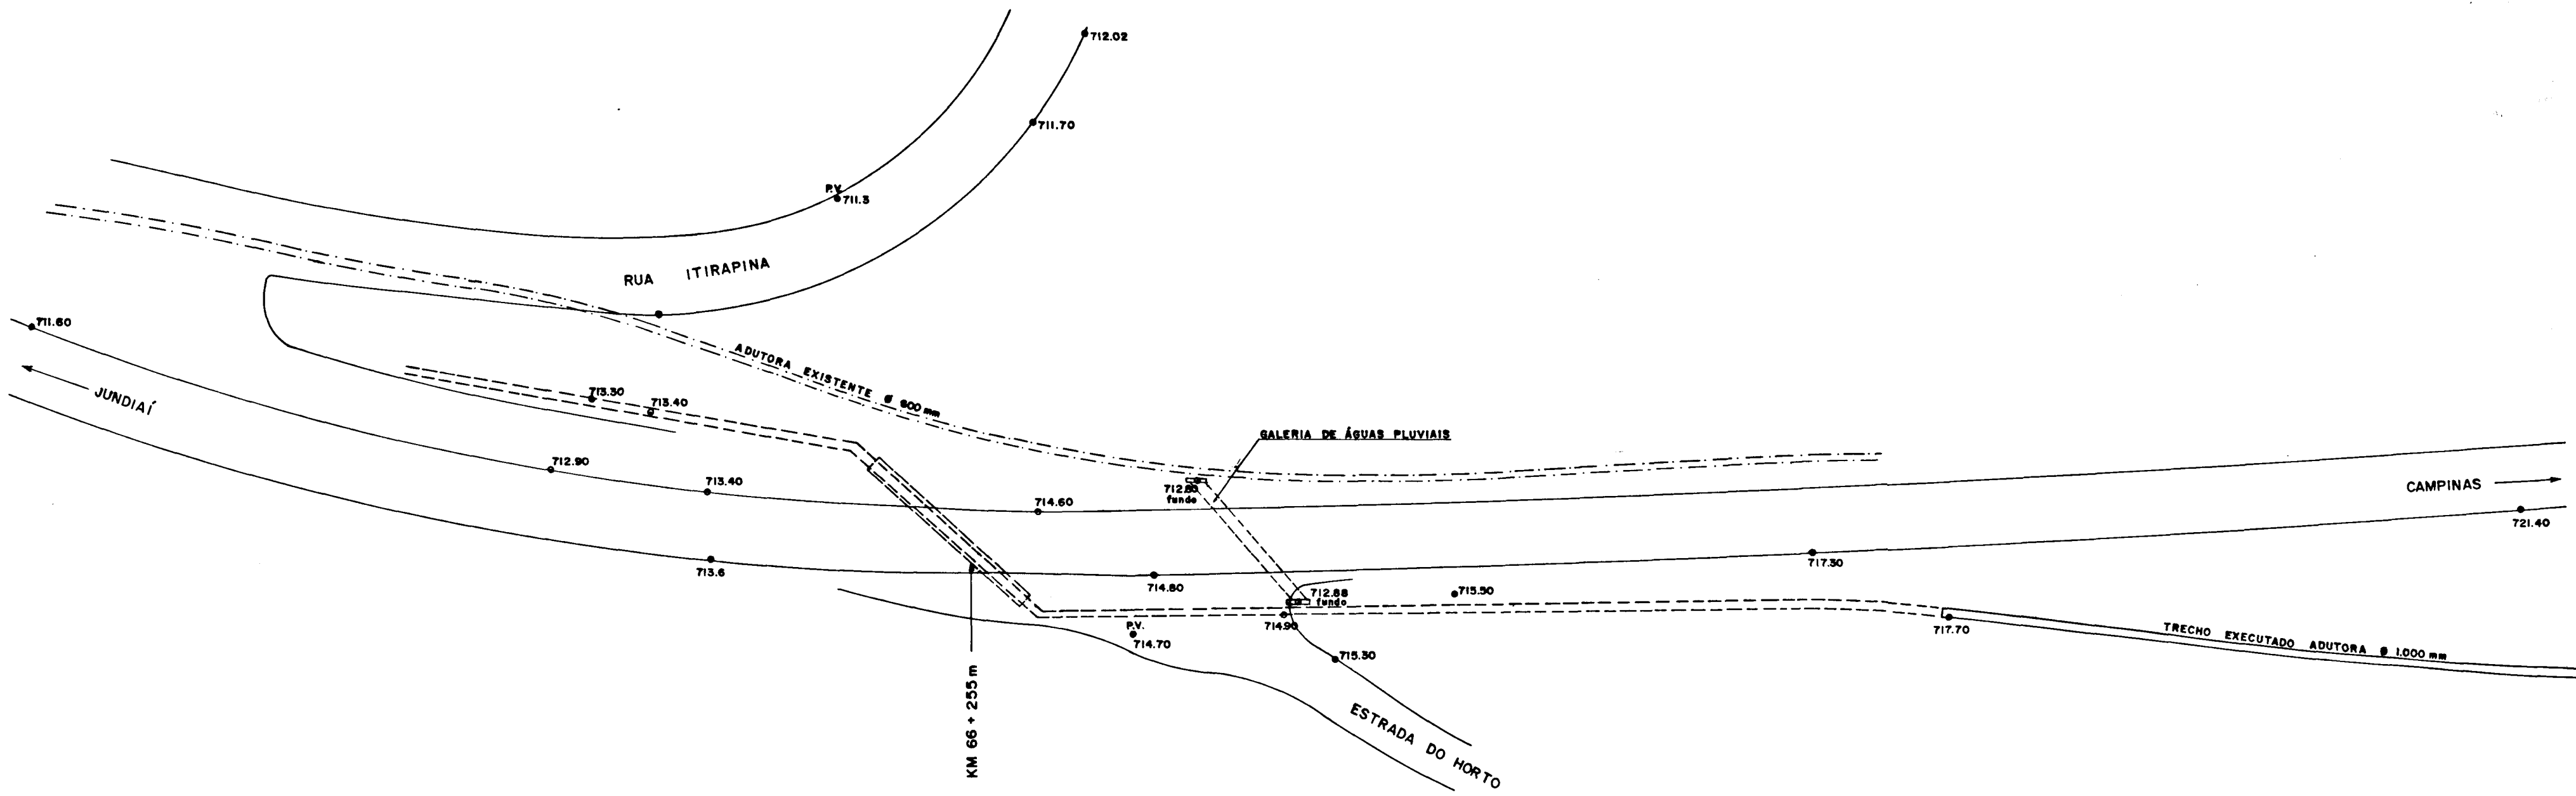 712.02
711.70
P.V.
711.3
RUA ITIRAPINA
711.60
JUNDIAÍ
ADUTORA EXISTENTE Ø 600 mm
713.30
713.40
GALERIA DE ÁGUAS PLUVIAIS
712.90
713.40
714.60
712.80
fundo
CAMPINAS
721.40
713.6
714.80
717.30
715.50
712.68
fundo
714.90
P.V.
714.70
715.30
717.70
TRECHO EXECUTADO ADUTORA Ø 1.000 mm
KM 66 + 255 m
ESTRADA DO HORTO